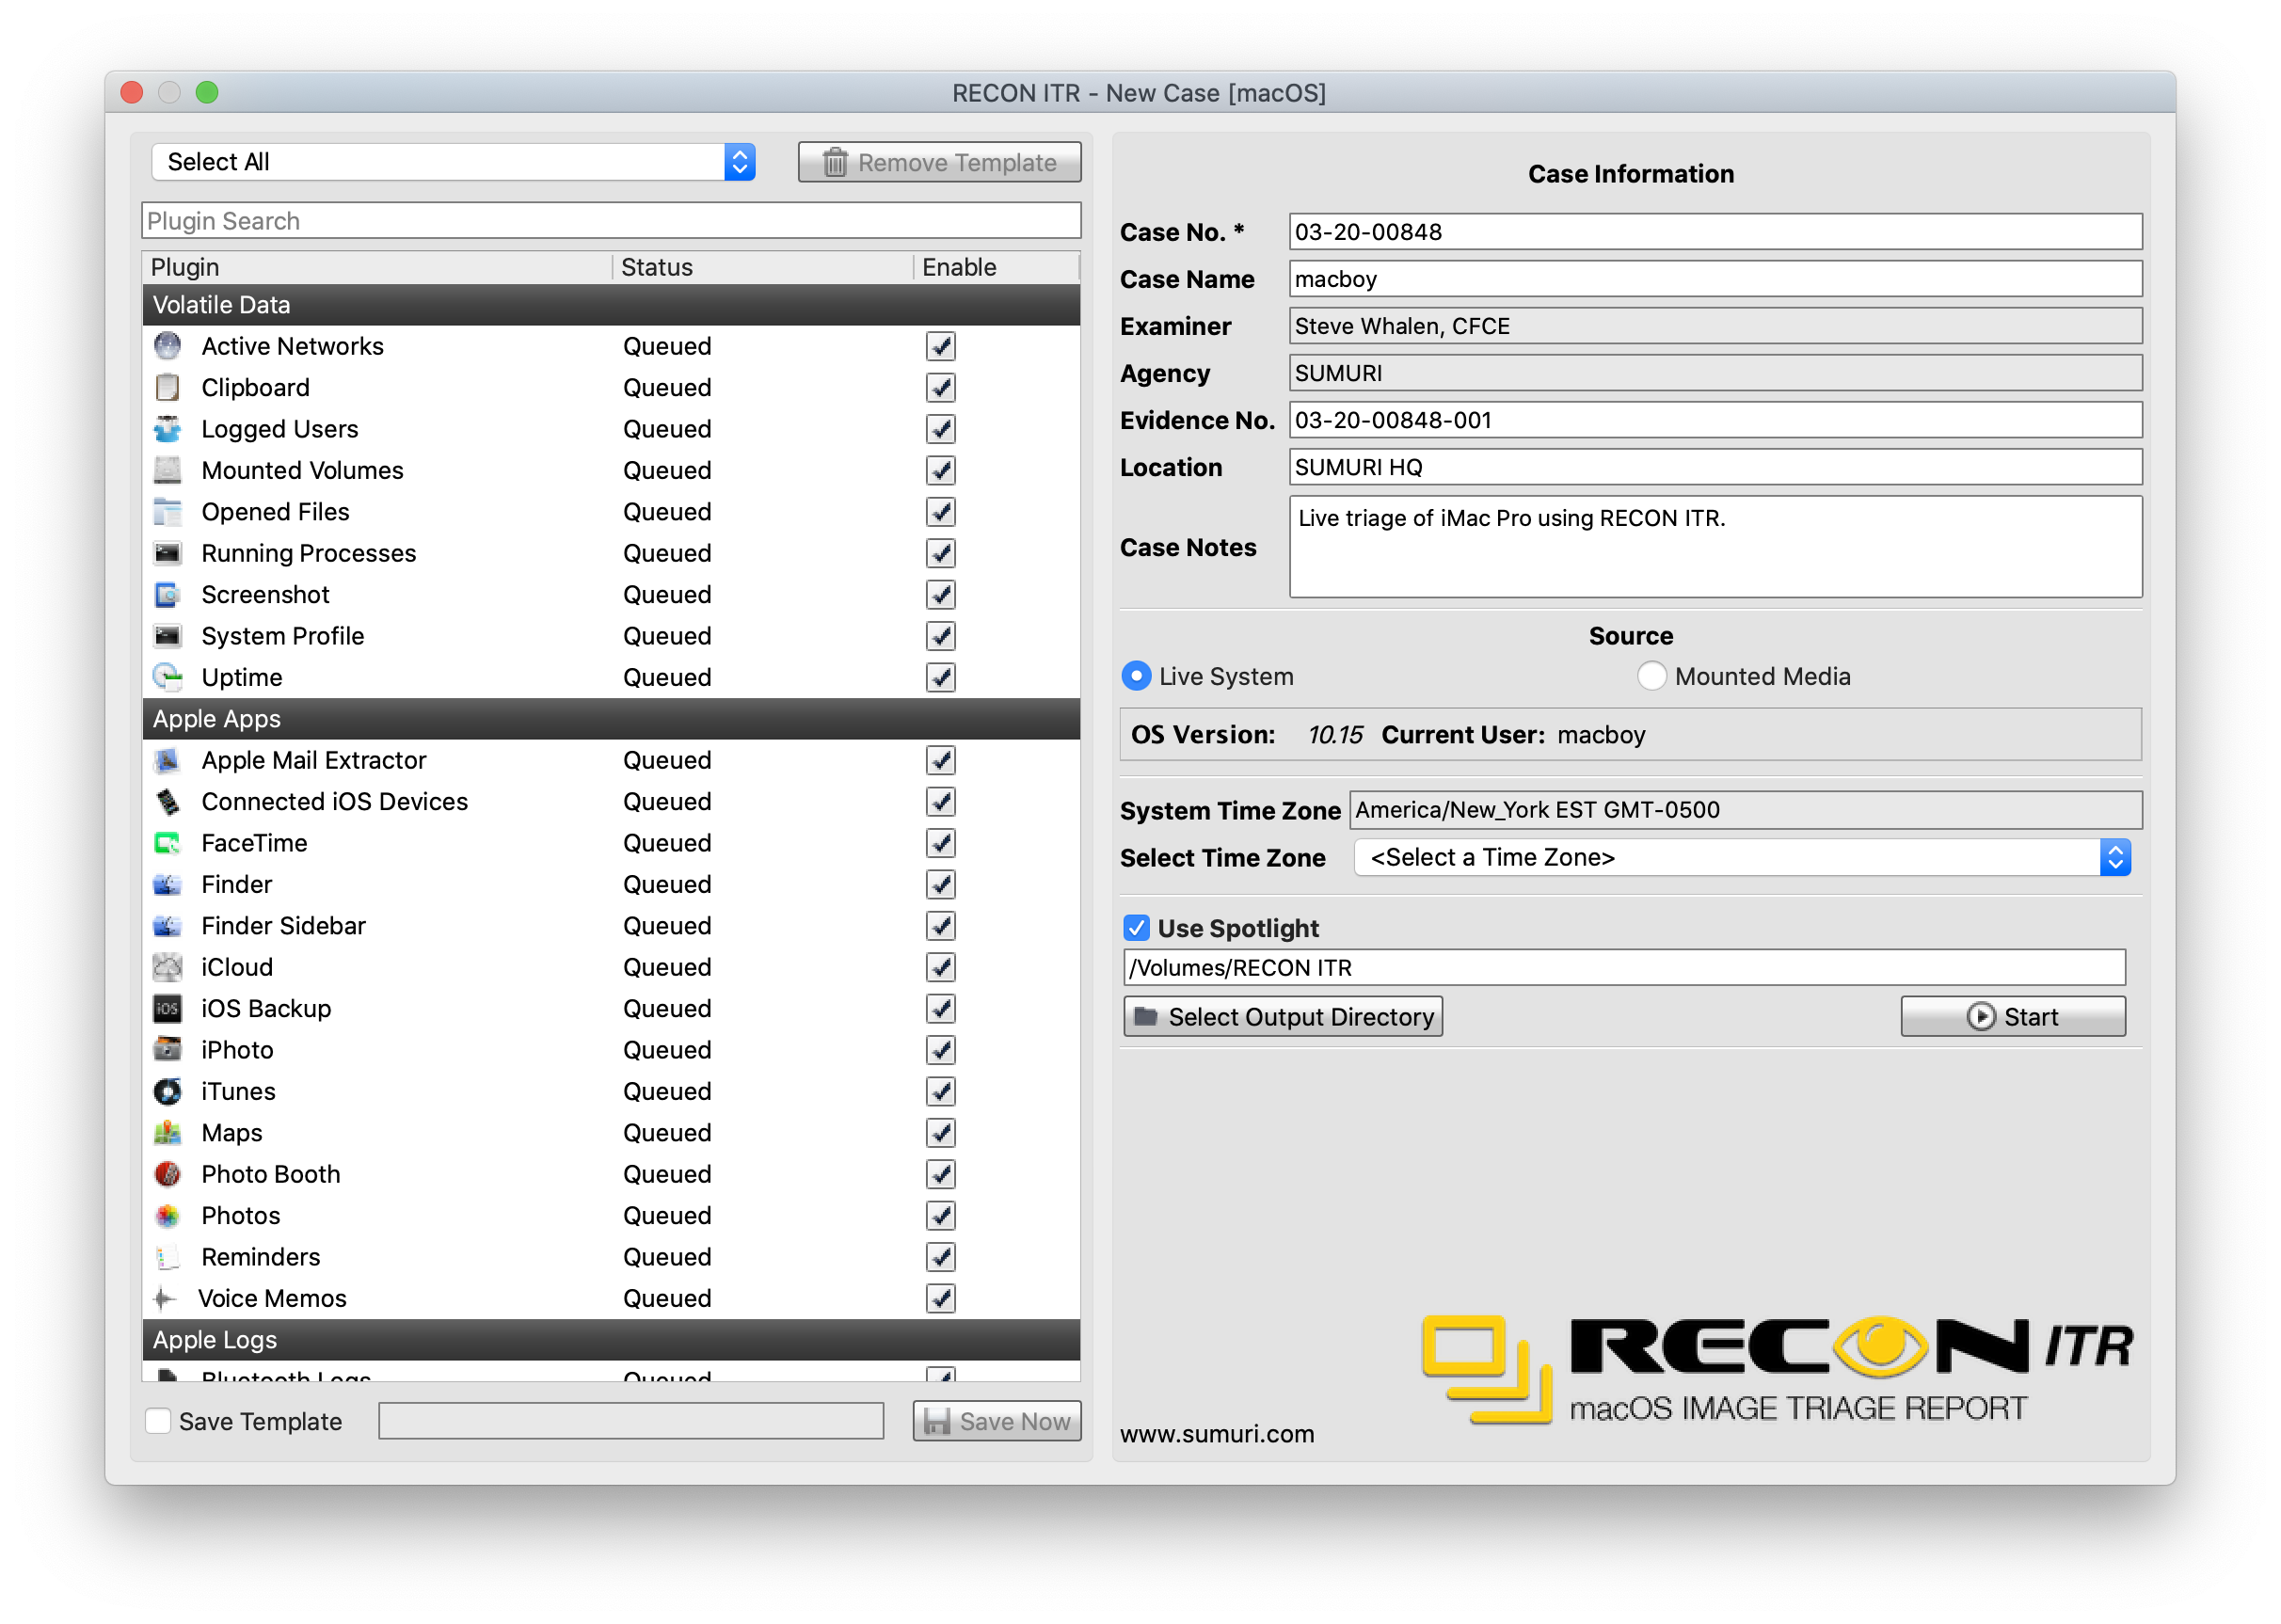 RECON ITR - New Case [macOS]
Select All
Remove Template
Plugin Search
Plugin Status Enable
Volatile Data
Active Networks Queued
Clipboard Queued
Logged Users Queued
Mounted Volumes Queued
Opened Files Queued
Running Processes Queued
Screenshot Queued
System Profile Queued
Uptime Queued
Apple Apps
Apple Mail Extractor Queued
Connected iOS Devices Queued
FaceTime Queued
Finder Queued
Finder Sidebar Queued
iCloud Queued
iOS
iOS Backup Queued
iPhoto Queued
iTunes Queued
Maps Queued
Photo Booth Queued
Photos Queued
Reminders Queued
Voice Memos Queued
Apple Logs
Bluetooth Logs Queued
Save Template
Save Now
Case Information
Case No. * 03-20-00848
Case Name macboy
Examiner Steve Whalen, CFCE
Agency SUMURI
Evidence No. 03-20-00848-001
Location SUMURI HQ
Case Notes Live triage of iMac Pro using RECON ITR.
Source
Live System Mounted Media
OS Version: 10.15 Current User: macboy
System Time Zone America/New_York EST GMT-0500
Select Time Zone <Select a Time Zone>
Use Spotlight
/Volumes/RECON ITR
Select Output Directory Start
RECON ITR
macOS IMAGE TRIAGE REPORT
www.sumuri.com